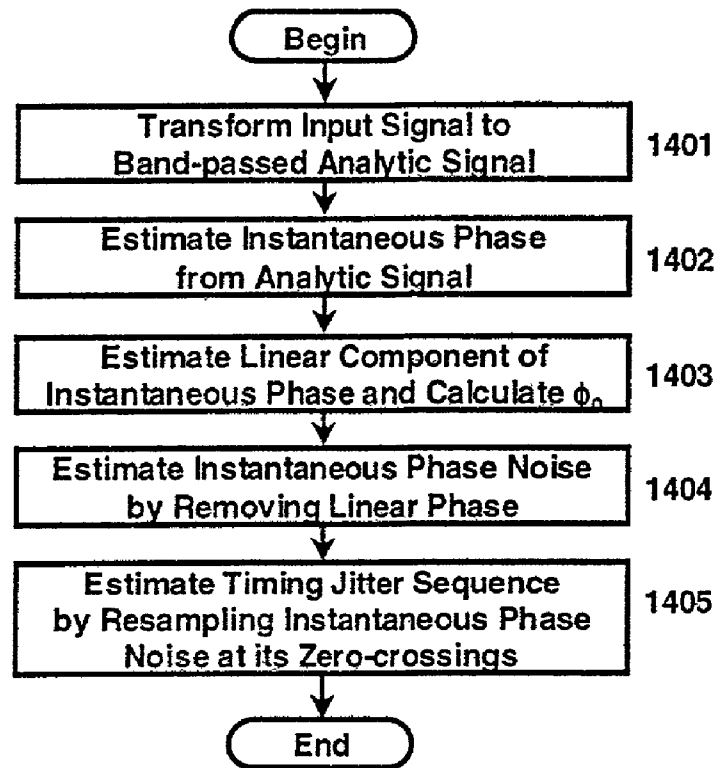 Begin
Transform Input Signal to
Band-passed Analytic Signal
1401
Estimate Instantaneous Phase
from Analytic Signal
1402
Estimate Linear Component of
Instantaneous Phase and Calculate ϕ₀
1403
Estimate Instantaneous Phase Noise
by Removing Linear Phase
1404
Estimate Timing Jitter Sequence
by Resampling Instantaneous Phase
Noise at its Zero-crossings
1405
End